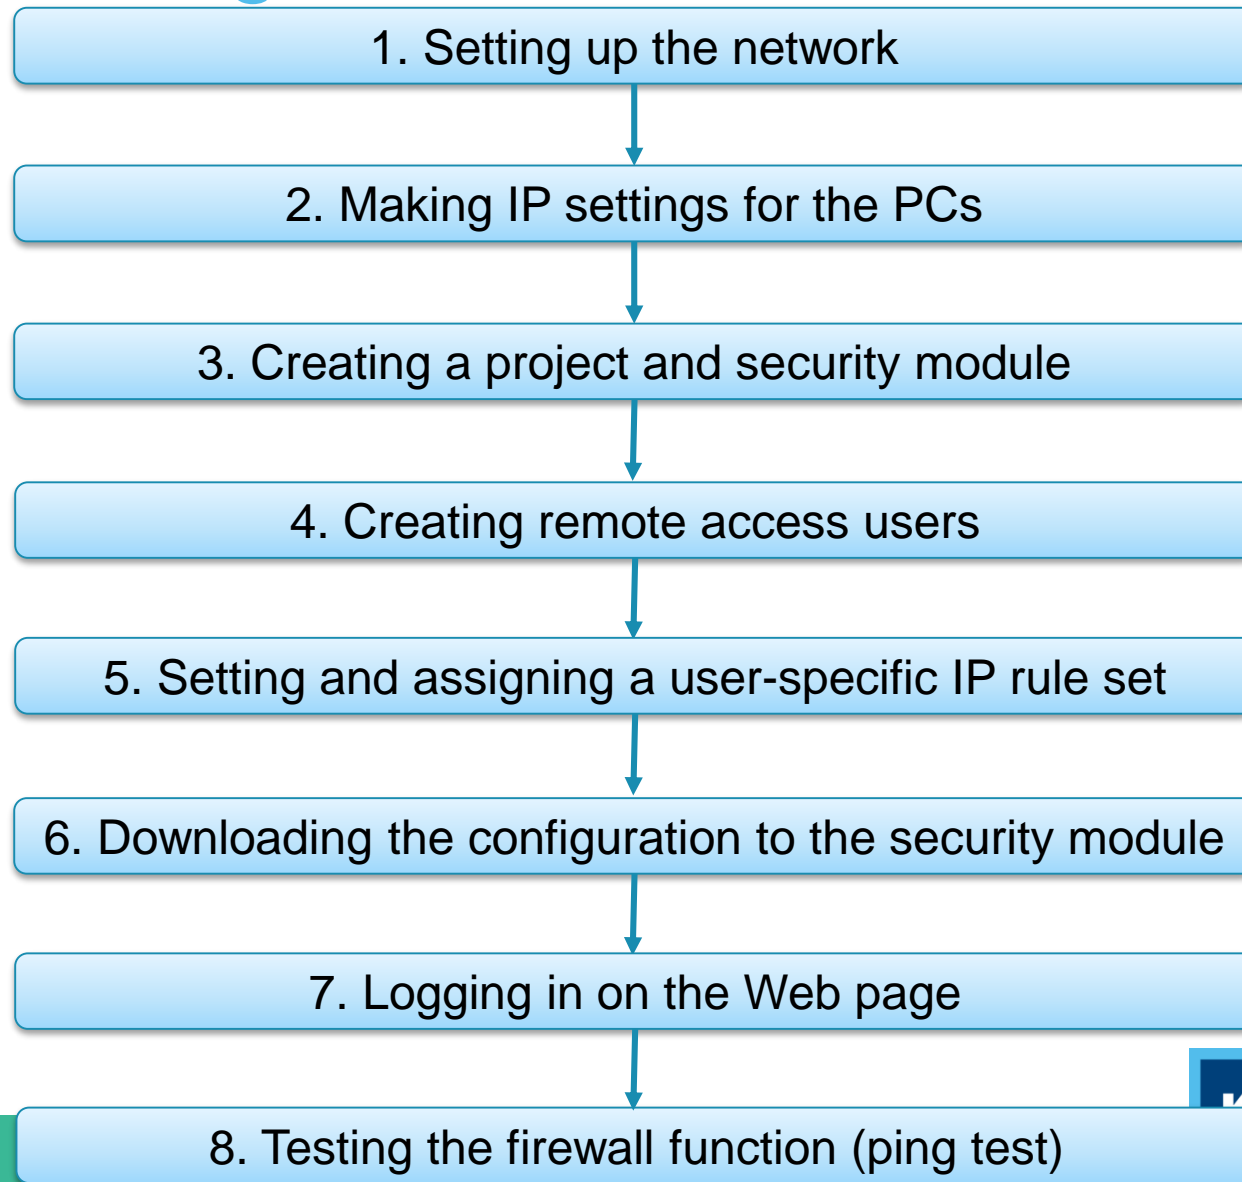 1. Setting up the network
2. Making IP settings for the PCs
3. Creating a project and security module
4. Creating remote access users
5. Setting and assigning a user-specific IP rule set
6. Downloading the configuration to the security module
7. Logging in on the Web page
8. Testing the firewall function (ping test)